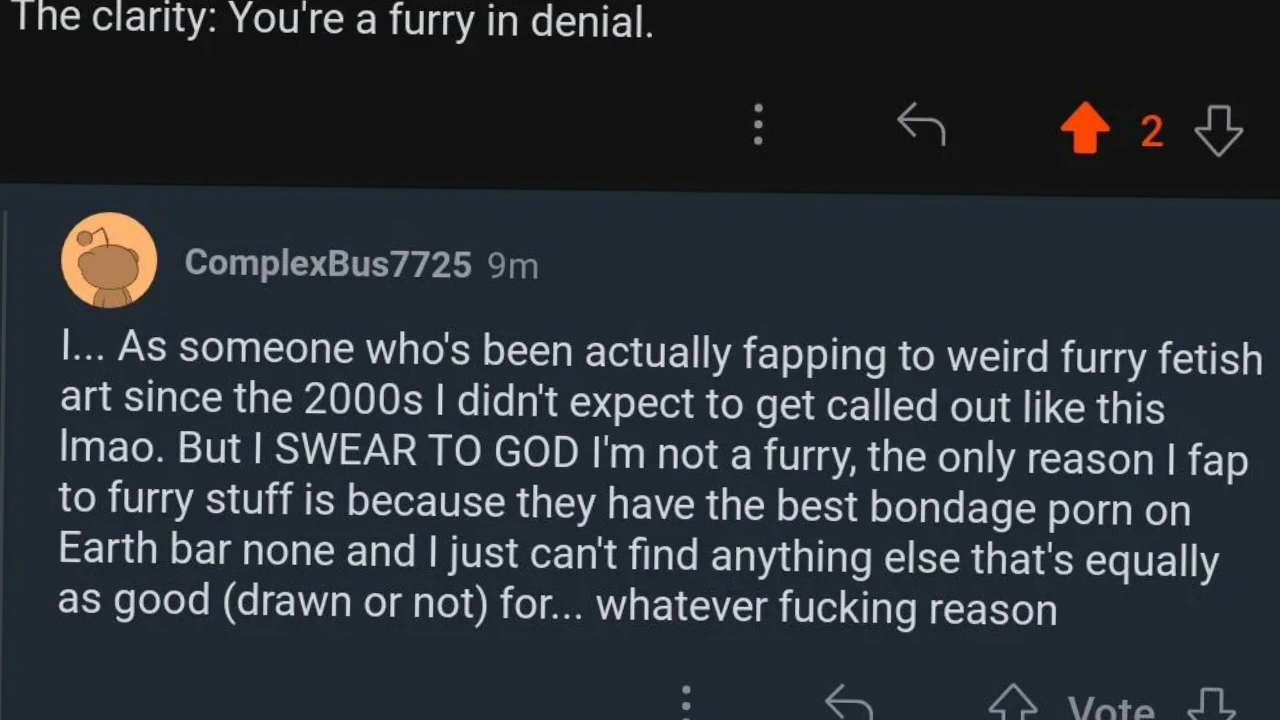 The clarity: You're a furry in denial.
2
ComplexBus7725 9m
I... As someone who's been actually fapping to weird furry fetish
art since the 2000s I didn't expect to get called out like this
lmao. But I SWEAR TO GOD I'm not a furry, the only reason I fap
to furry stuff is because they have the best bondage porn on
Earth bar none and I just can't find anything else that's equally
as good (drawn or not) for... whatever fucking reason
Vote